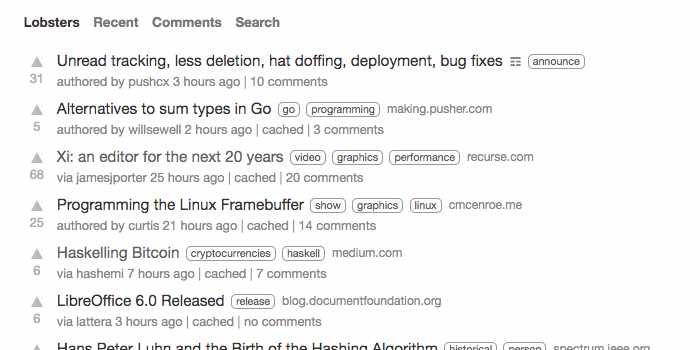 Lobsters Recent Comments Search
Unread tracking, less deletion, hat doffing, deployment, bug fixes announce
31 authored by pushcx 3 hours ago | 10 comments
Alternatives to sum types in Go go programming making.pusher.com
5 authored by willsewell 2 hours ago | cached | 3 comments
Xi: an editor for the next 20 years video graphics performance recurse.com
68 via jamesjporter 25 hours ago | cached | 20 comments
Programming the Linux Framebuffer show graphics linux cmcenroe.me
25 authored by curtis 21 hours ago | cached | 14 comments
Haskelling Bitcoin cryptocurrencies haskell medium.com
6 via hashemi 7 hours ago | cached | 7 comments
LibreOffice 6.0 Released release blog.documentfoundation.org
6 via lattera 3 hours ago | cached | no comments
Hans Peter Luhn and the Birth of the Hashing Algorithm historical person spectrum.ieee.org